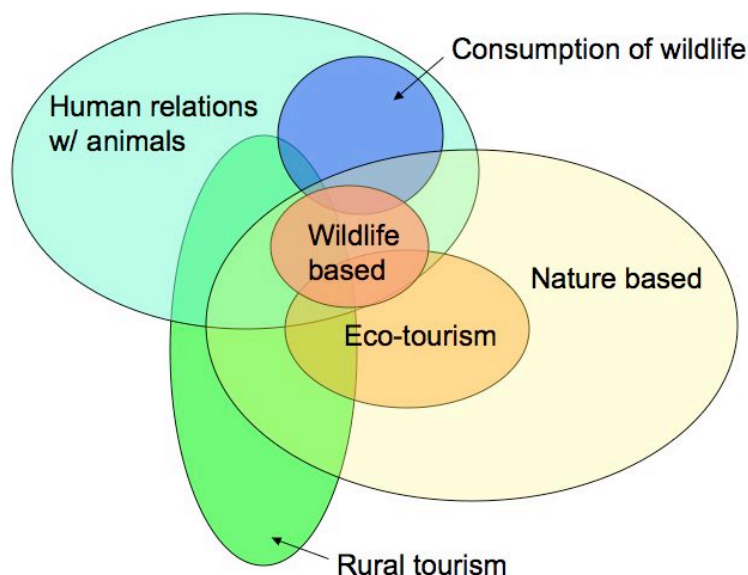 Consumption of wildlife
Human relations
w/ animals
Wildlife
based
Nature based
Eco-tourism
Rural tourism